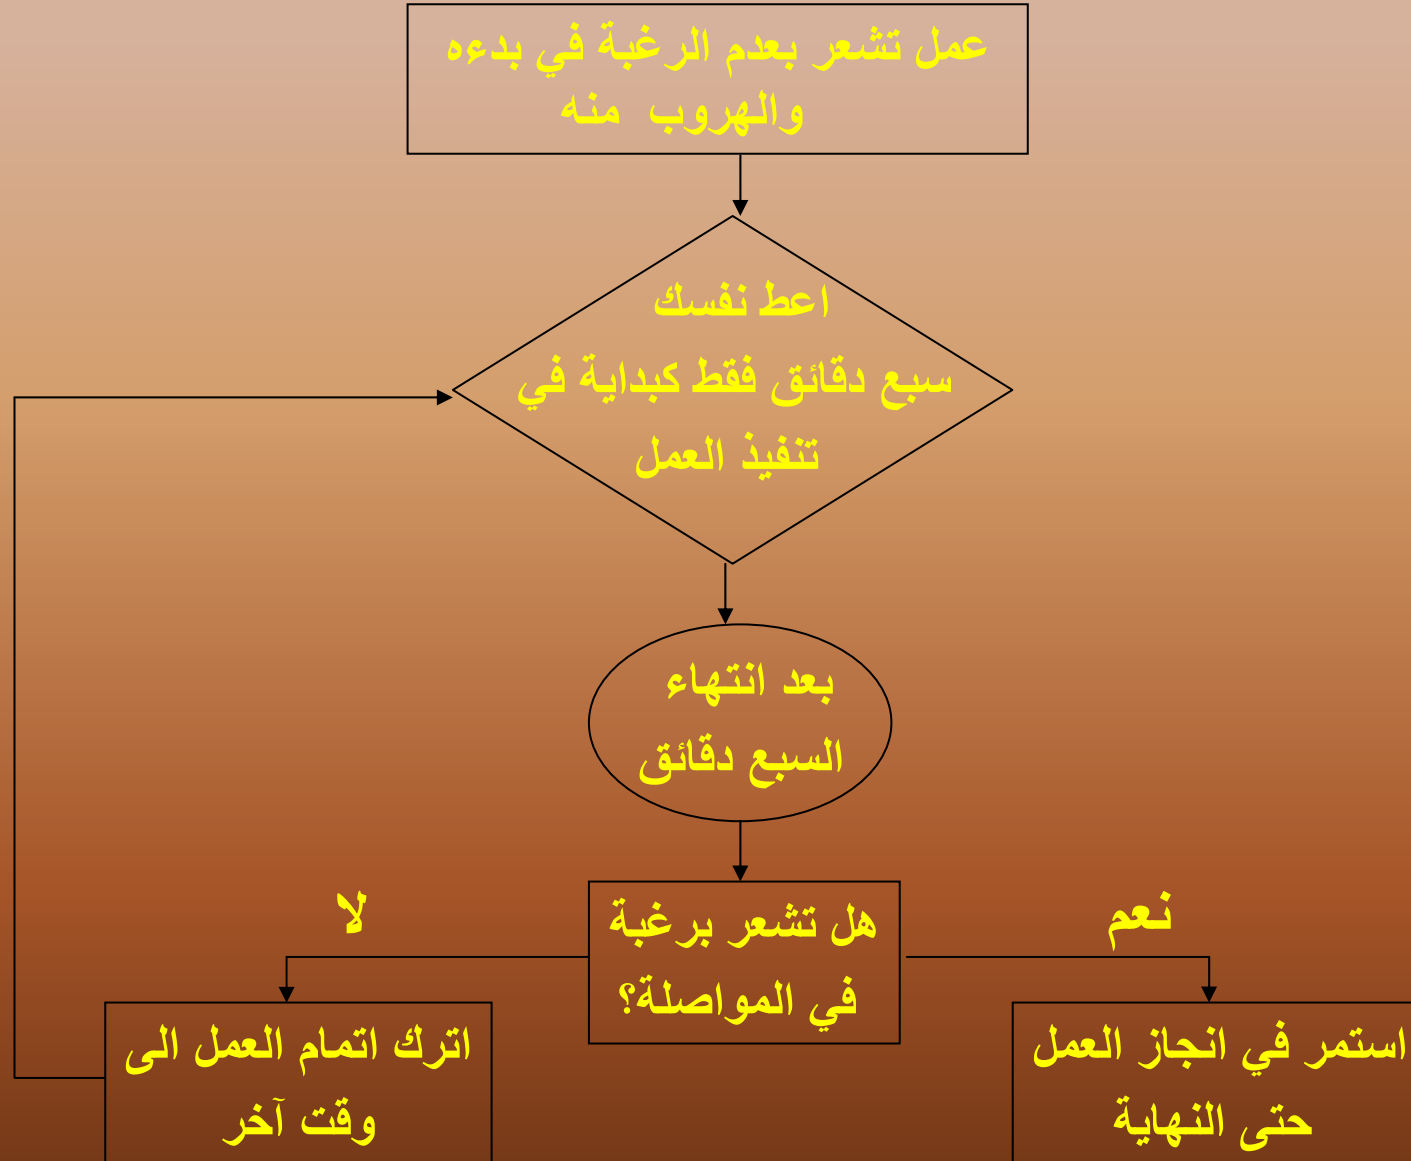 عمل تشعر بعدم الرغبة في بدءه
والهروب منه
اعط نفسك
سبع دقائق فقط كبداية في
تنفيذ العمل
بعد انتهاء
السبع دقائق
هل تشعر برغبة
في المواصلة؟
نعم
لا
استمر في انجاز العمل
حتى النهاية
اترك اتمام العمل الى
وقت آخر